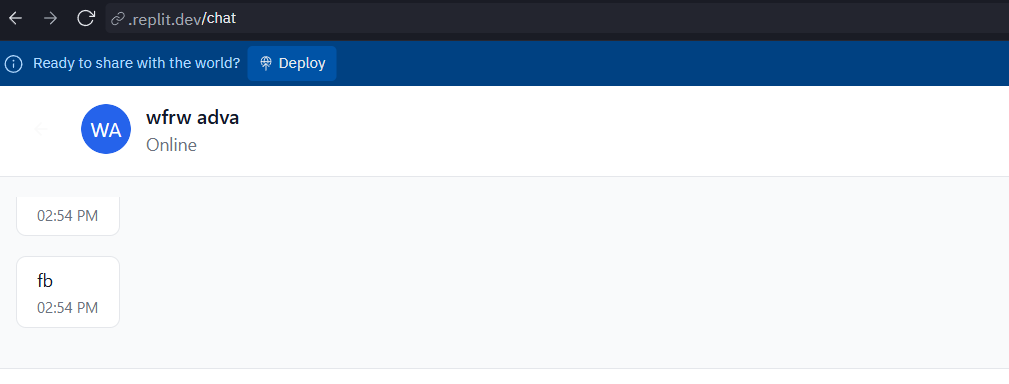 .replit.dev/chat
Ready to share with the world? Deploy
WA
wfrw adva
Online
02:54 PM
fb
02:54 PM